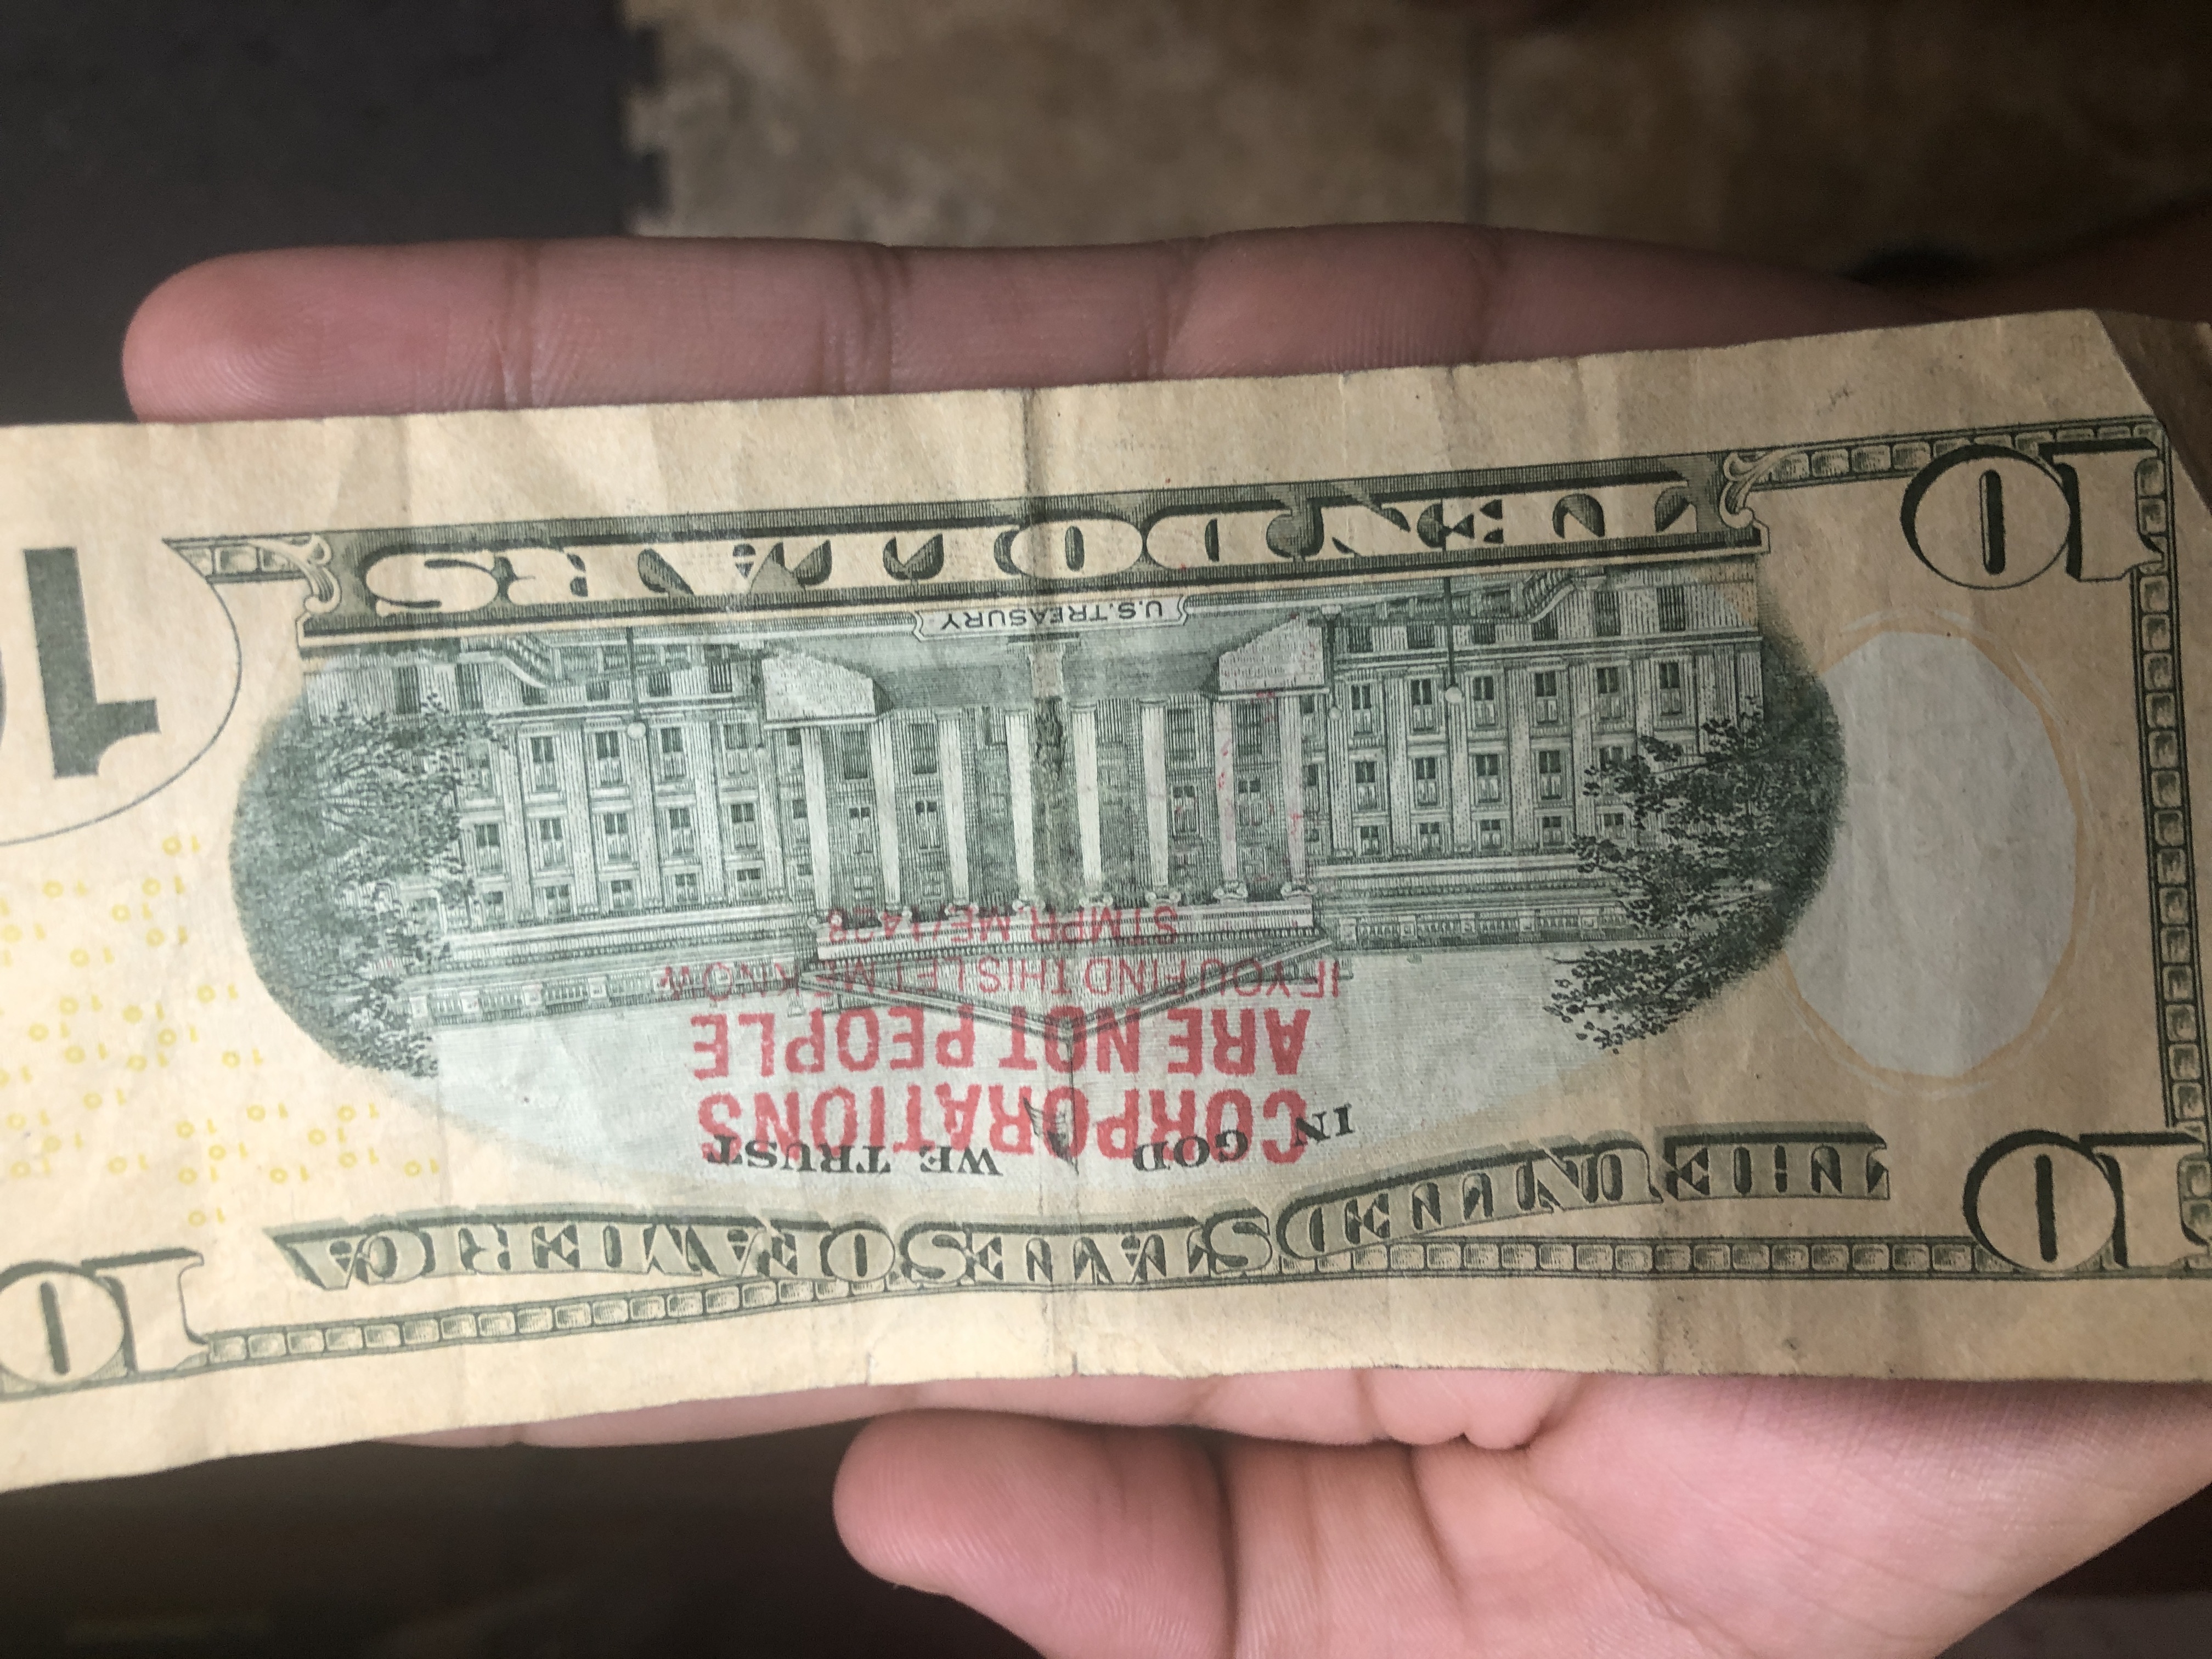 THE UNITED STATES OF AMERICA
IN GOD WE TRUST
CORPORATIONS
ARE NOT PEOPLE
IF YOU FIND THIS LET ME KNOW
STMPR.ME/1428
U.S. TREASURY
TEN DOLLARS
10
10
10
10